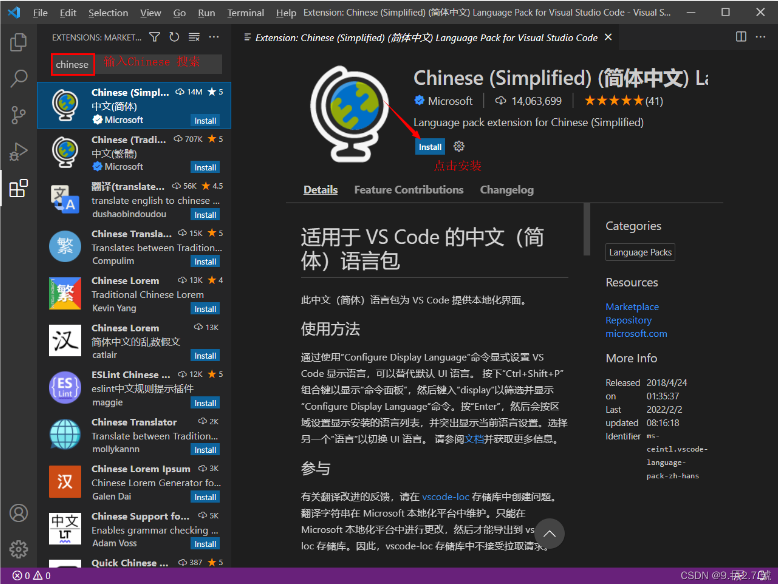 File Edit Selection View Go Run Terminal Help Extension: Chinese (Simplified) (简体中文) Language Pack for Visual Studio Code - Visual S...
EXTENSIONS: MARKET...
chinese
输入Chinese 搜索
Chinese (Simpl... 14M ★ 5
中文(简体)
Microsoft Install
Chinese (Tradi... 707K ★ 5
中文(繁體)
Microsoft Install
翻译(translate... 56K ★ 4.5
translate english to chinese ...
dushaobindoudou Install
Chinese Transla... 15K ★ 5
Translates between Tradition...
Compulim Install
Chinese Lorem 13K ★ 4
Traditional Chinese Lorem
Kevin Yang Install
Chinese Lorem 13K
简体中文的乱数假文
catlair Install
ESLint Chinese ... 12K ★ 5
eslint中文规则提示插件
maggie Install
Chinese Translator 2K
Translate between Tradition...
mollykannn Install
Chinese Lorem Ipsum 3K
Chinese Lorem Generator fo...
Galen Dai Install
Chinese Support fo... 5K
Enables grammar checking ...
Adam Voss Install
Quick Chinese ... 387 ★ 5
Extension: Chinese (Simplified) (简体中文) Language Pack for Visual Studio Code
Chinese (Simplified) (简体中文) La
Microsoft 14,063,699 ★★★★★(41)
Language pack extension for Chinese (Simplified)
Install
点击安装
Details Feature Contributions Changelog
适用于 VS Code 的中文（简
体）语言包
此中文（简体）语言包为 VS Code 提供本地化界面。
使用方法
通过使用“Configure Display Language”命令显式设置 VS
Code 显示语言，可以替代默认 UI 语言。 按下“Ctrl+Shift+P”
组合键以显示“命令面板”，然后键入“display”以筛选并显示
“Configure Display Language”命令。按“Enter”，然后会按区
域设置显示安装的语言列表，并突出显示当前语言设置。选择
另一个“语言”以切换 UI 语言。 请参阅文档并获取更多信息。
参与
有关翻译改进的反馈，请在 vscode-loc 存储库中创建问题。
翻译字符串在 Microsoft 本地化平台中维护。只能在
Microsoft 本地化平台中进行更改，然后才能导出到 vs
loc 存储库。因此，vscode-loc 存储库中不接受拉取请求。
Categories
Language Packs
Resources
Marketplace
Repository
microsoft.com
More Info
Released 2018/4/24
on 01:35:37
Last 2022/2/2
updated 08:16:18
Identifier ms-
ceintl.vscode-
language-
pack-zh-hans
0 0
繁
繁
汉
ES
Lint
汉
中文
LT
文
A